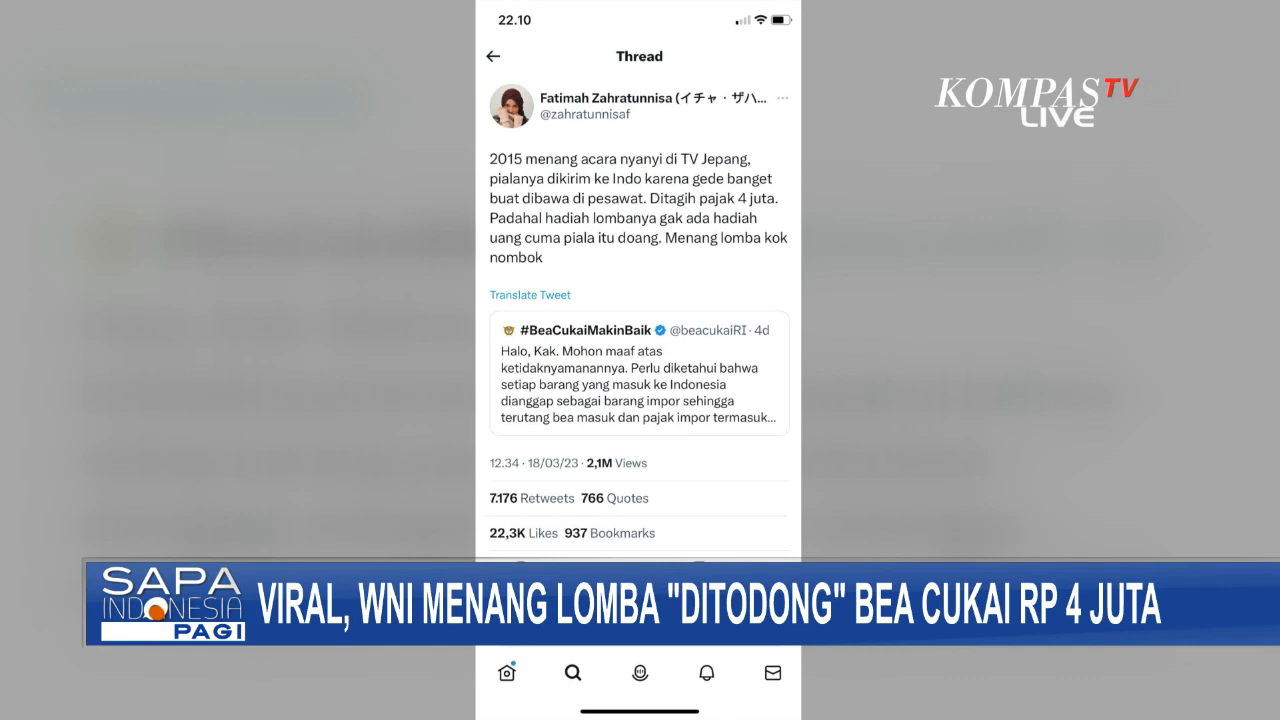 22.10
Thread
Fatimah Zahratunnisa (イチャ・ザハ...
@zahratunnisaf
KOMPAS TV
LIVE
2015 menang acara nyanyi di TV Jepang,
pialanya dikirim ke Indo karena gede banget
buat dibawa di pesawat. Ditagih pajak 4 juta.
Padahal hadiah lombanya gak ada hadiah
uang cuma piala itu doang. Menang lomba kok
nombok
Translate Tweet
#BeaCukaiMakinBaik @beacukaiRI · 4d
Halo, Kak. Mohon maaf atas
ketidaknyamanannya. Perlu diketahui bahwa
setiap barang yang masuk ke Indonesia
dianggap sebagai barang impor sehingga
terutang bea masuk dan pajak impor termasuk...
12.34 · 18/03/23 · 2,1M Views
7.176 Retweets 766 Quotes
22,3K Likes 937 Bookmarks
SAPA
INDONESIA
PAGI
VIRAL, WNI MENANG LOMBA "DITODONG" BEA CUKAI RP 4 JUTA